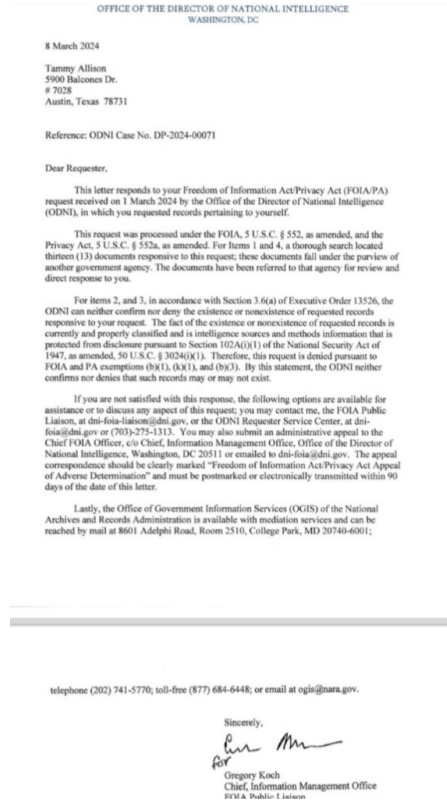 OFFICE OF THE DIRECTOR OF NATIONAL INTELLIGENCE
WASHINGTON, DC
8 March 2024
Tammy Allison
5900 Balcones Dr.
# 7028
Austin, Texas 78731
Reference: ODNI Case No. DP-2024-00071
Dear Requester,
This letter responds to your Freedom of Information Act/Privacy Act (FOIA/PA)
request received on 1 March 2024 by the Office of the Director of National Intelligence
(ODNI), in which you requested records pertaining to yourself.
This request was processed under the FOIA, 5 U.S.C. § 552, as amended, and the
Privacy Act, 5 U.S.C. § 552a, as amended. For Items 1 and 4, a thorough search located
thirteen (13) documents responsive to this request; these documents fall under the purview of
another government agency. The documents have been referred to that agency for review and
direct response to you.
For items 2, and 3, in accordance with Section 3.6(a) of Executive Order 13526, the
ODNI can neither confirm nor deny the existence or nonexistence of requested records
responsive to your request. The fact of the existence or nonexistence of requested records is
currently and properly classified and is intelligence sources and methods information that is
protected from disclosure pursuant to Section 102A(i)(1) of the National Security Act of
1947, as amended, 50 U.S.C. § 3024(i)(1). Therefore, this request is denied pursuant to
FOIA and PA exemptions (b)(1), (k)(1), and (b)(3). By this statement, the ODNI neither
confirms nor denies that such records may or may not exist.
If you are not satisfied with this response, the following options are available for
assistance or to discuss any aspect of this request; you may contact me, the FOIA Public
Liaison, at dni-foia-liaison@dni.gov, or the ODNI Requester Service Center, at dni-
foia@dni.gov or (703)-275-1313. You may also submit an administrative appeal to the
Chief FOIA Officer, c/o Chief, Information Management Office, Office of the Director of
National Intelligence, Washington, DC 20511 or emailed to dni-foia@dni.gov. The appeal
correspondence should be clearly marked “Freedom of Information Act/Privacy Act Appeal
of Adverse Determination” and must be postmarked or electronically transmitted within 90
days of the date of this letter.
Lastly, the Office of Government Information Services (OGIS) of the National
Archives and Records Administration is available with mediation services and can be
reached by mail at 8601 Adelphi Road, Room 2510, College Park, MD 20740-6001;
telephone (202) 741-5770; toll-free (877) 684-6448; or email at ogis@nara.gov.
Sincerely,
for
Gregory Koch
Chief, Information Management Office
FOIA Public Liaison